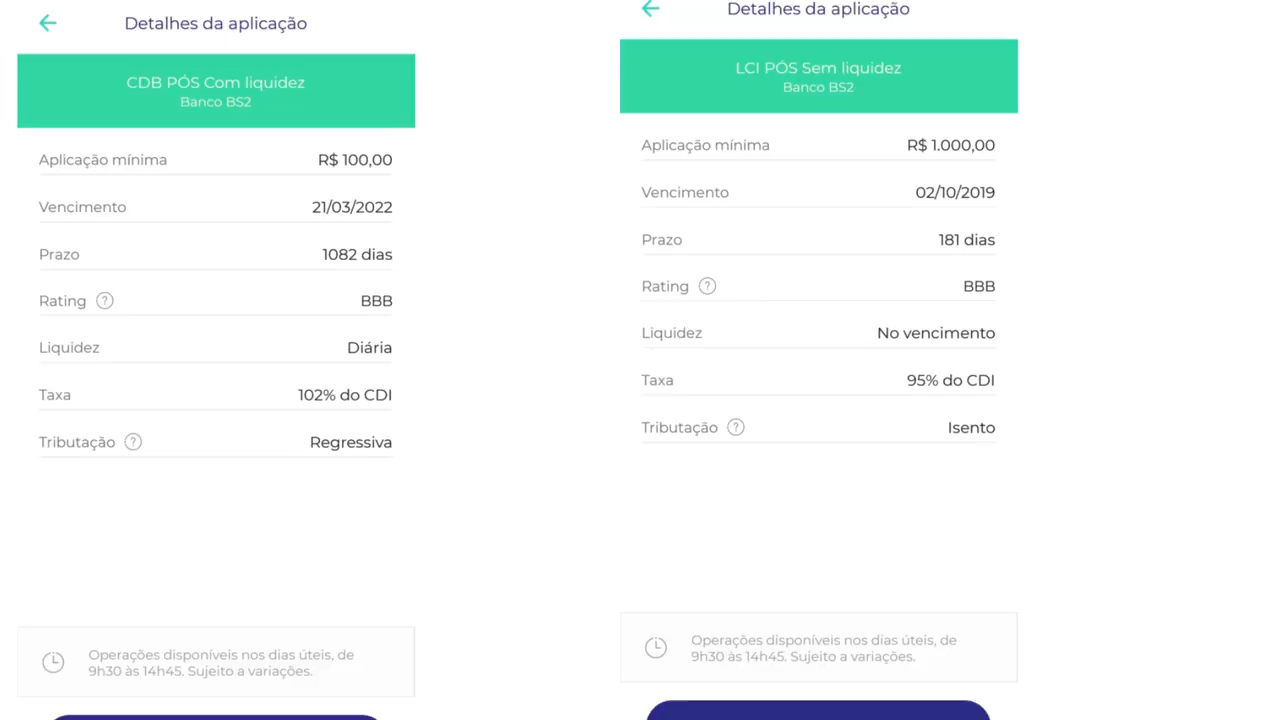 Detalhes da aplicação
CDB PÓS Com liquidez
Banco BS2
Aplicação mínima R$ 100,00
Vencimento 21/03/2022
Prazo 1082 dias
Rating ? BBB
Liquidez Diária
Taxa 102% do CDI
Tributação ? Regressiva
Operações disponíveis nos dias úteis, de
9h30 às 14h45. Sujeito a variações.
Detalhes da aplicação
LCI PÓS Sem liquidez
Banco BS2
Aplicação mínima R$ 1.000,00
Vencimento 02/10/2019
Prazo 181 dias
Rating ? BBB
Liquidez No vencimento
Taxa 95% do CDI
Tributação ? Isento
Operações disponíveis nos dias úteis, de
9h30 às 14h45. Sujeito a variações.